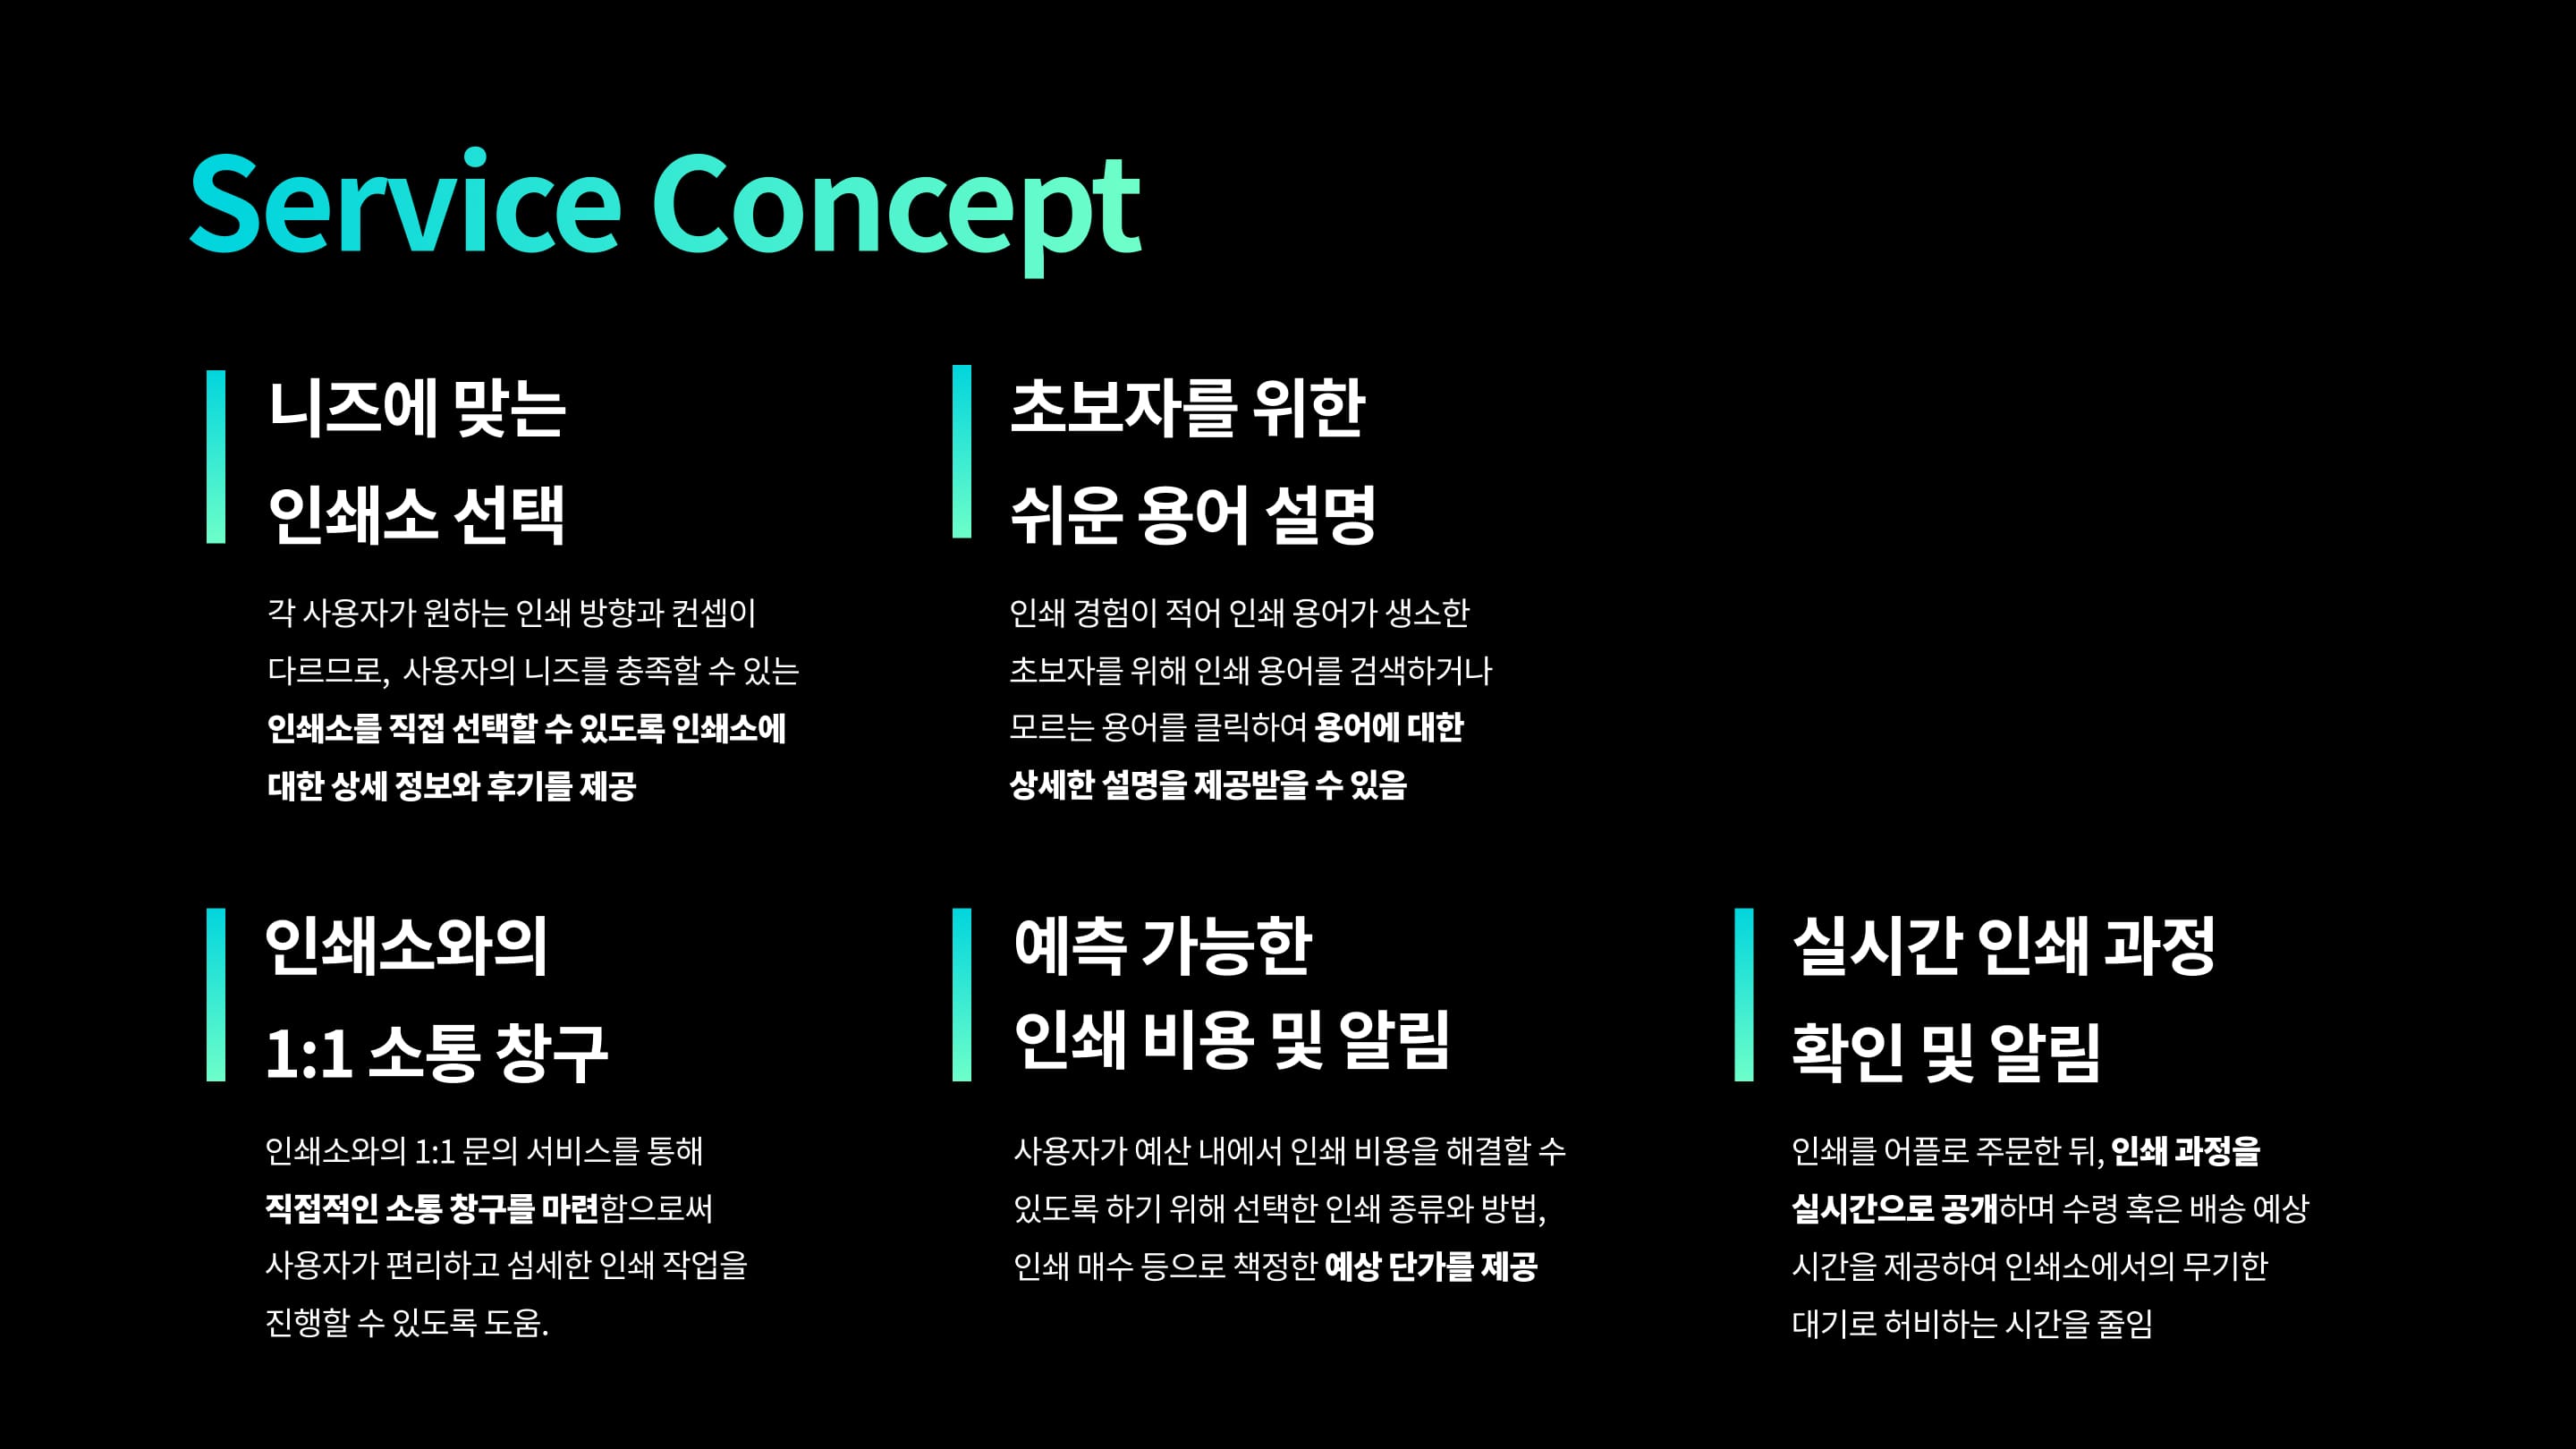 Service Concept
니즈에 맞는
인쇄소 선택
각 사용자가 원하는 인쇄 방향과 컨셉이
다르므로, 사용자의 니즈를 충족할 수 있는
인쇄소를 직접 선택할 수 있도록 인쇄소에
대한 상세 정보와 후기를 제공
초보자를 위한
쉬운 용어 설명
인쇄 경험이 적어 인쇄 용어가 생소한
초보자를 위해 인쇄 용어를 검색하거나
모르는 용어를 클릭하여 용어에 대한
상세한 설명을 제공받을 수 있음
인쇄소와의
1:1 소통 창구
인쇄소와의 1:1 문의 서비스를 통해
직접적인 소통 창구를 마련함으로써
사용자가 편리하고 섬세한 인쇄 작업을
진행할 수 있도록 도움.
예측 가능한
인쇄 비용 및 알림
사용자가 예산 내에서 인쇄 비용을 해결할 수
있도록 하기 위해 선택한 인쇄 종류와 방법,
인쇄 매수 등으로 책정한 예상 단가를 제공
실시간 인쇄 과정
확인 및 알림
인쇄를 어플로 주문한 뒤, 인쇄 과정을
실시간으로 공개하며 수령 혹은 배송 예상
시간을 제공하여 인쇄소에서의 무기한
대기로 허비하는 시간을 줄임